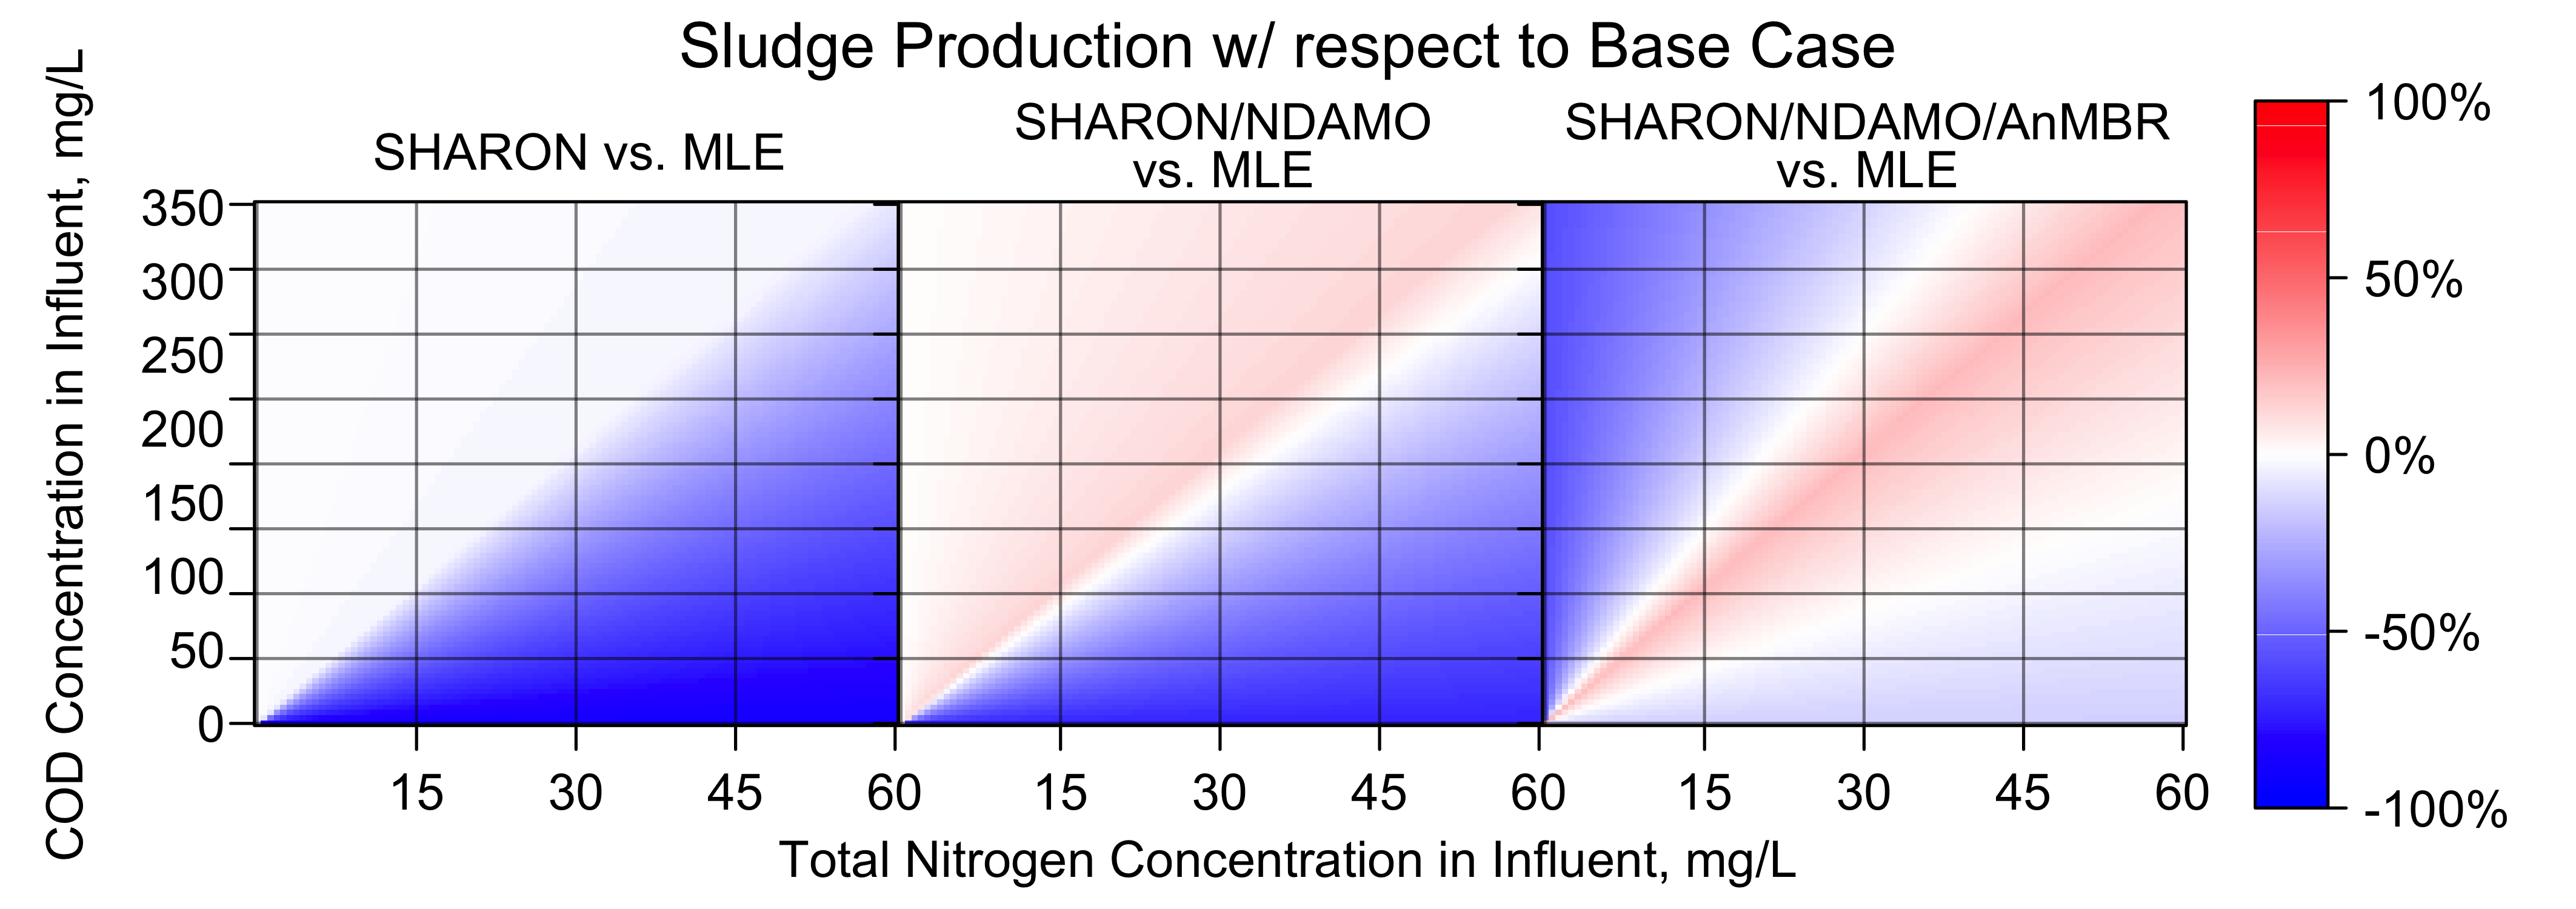 Sludge Production w/ respect to Base Case
SHARON vs. MLE
SHARON/NDAMO
vs. MLE
SHARON/NDAMO/AnMBR
vs. MLE
COD Concentration in Influent, mg/L
350
300
250
200
150
100
50
0
15 30 45 60 15 30 45 60 15 30 45 60
Total Nitrogen Concentration in Influent, mg/L
100%
50%
0%
-50%
-100%